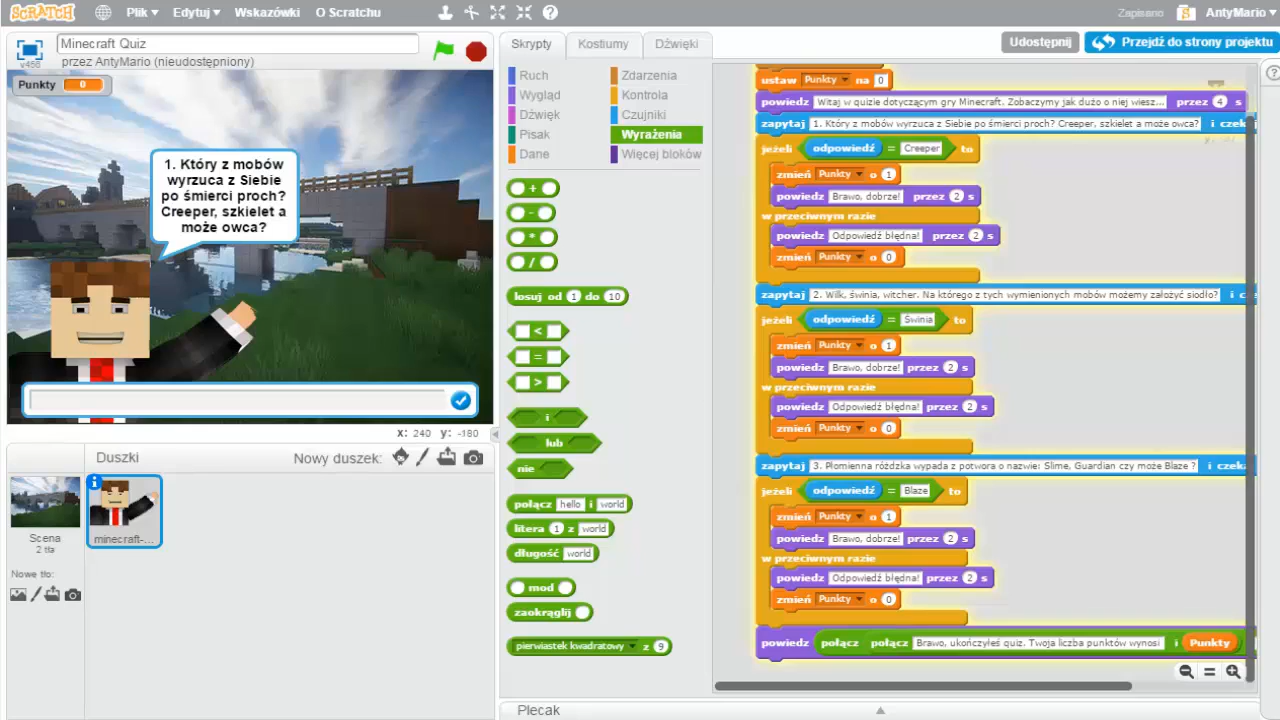 SCRATCH
Plik
Edytuj
Wskazówki
O Scratchu
Zapisano
AntyMario
v456
Minecraft Quiz
przez AntyMario (nieudostępniony)
Udostępnij
Przejdź do strony projektu
Punkty 0
1. Który z mobów
wyrzuca z Siebie
po śmierci proch?
Creeper, szkielet a
może owca?
x: 240 y: -180
Duszki
Nowy duszek:
Scena
2 tła
Nowe tło:
minecraft-...
Skrypty
Kostiumy
Dźwięki
Ruch
Zdarzenia
Wygląd
Kontrola
Dźwięk
Czujniki
Pisak
Wyrażenia
Dane
Więcej bloków
+
-
*
/
losuj od 1 do 10
<
=
>
i
lub
nie
połącz hello i world
litera 1 z world
długość world
mod
zaokrąglij
pierwiastek kwadratowy z 9
ustaw Punkty na 0
powiedz Witaj w quizie dotyczącym gry Minecraft. Zobaczymy jak dużo o niej wiesz... przez 4 s
zapytaj 1. Który z mobów wyrzuca z Siebie po śmierci proch? Creeper, szkielet a może owca? i czek
jeżeli odpowiedź = Creeper to
zmień Punkty o 1
powiedz Brawo, dobrze! przez 2 s
w przeciwnym razie
powiedz Odpowiedź błędna! przez 2 s
zmień Punkty o 0
zapytaj 2. Wilk, świnia, witcher. Na którego z tych wymienionych mobów możemy założyć siodło? i cze
jeżeli odpowiedź = Świnia to
zmień Punkty o 1
powiedz Brawo, dobrze! przez 2 s
w przeciwnym razie
powiedz Odpowiedź błędna! przez 2 s
zmień Punkty o 0
zapytaj 3. Płomienna różdzka wypada z potwora o nazwie: Slime, Guardian czy może Blaze ? i czeka
jeżeli odpowiedź = Blaze to
zmień Punkty o 1
powiedz Brawo, dobrze! przez 2 s
w przeciwnym razie
powiedz Odpowiedź błędna! przez 2 s
zmień Punkty o 0
powiedz połącz połącz Brawo, ukończyłeś quiz. Twoja liczba punktów wynosi i Punkty
Plecak